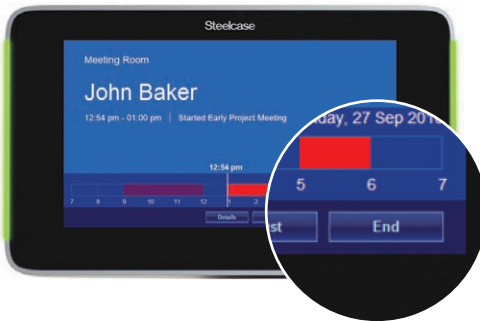 Steelcase
Meeting Room
John Baker
12:54 pm - 01:00 pm | Started Early Project Meeting
day, 27 Sep 201
12:54 pm
7 8 9 10 11 12 1 2
5 6 7
Details
st
End